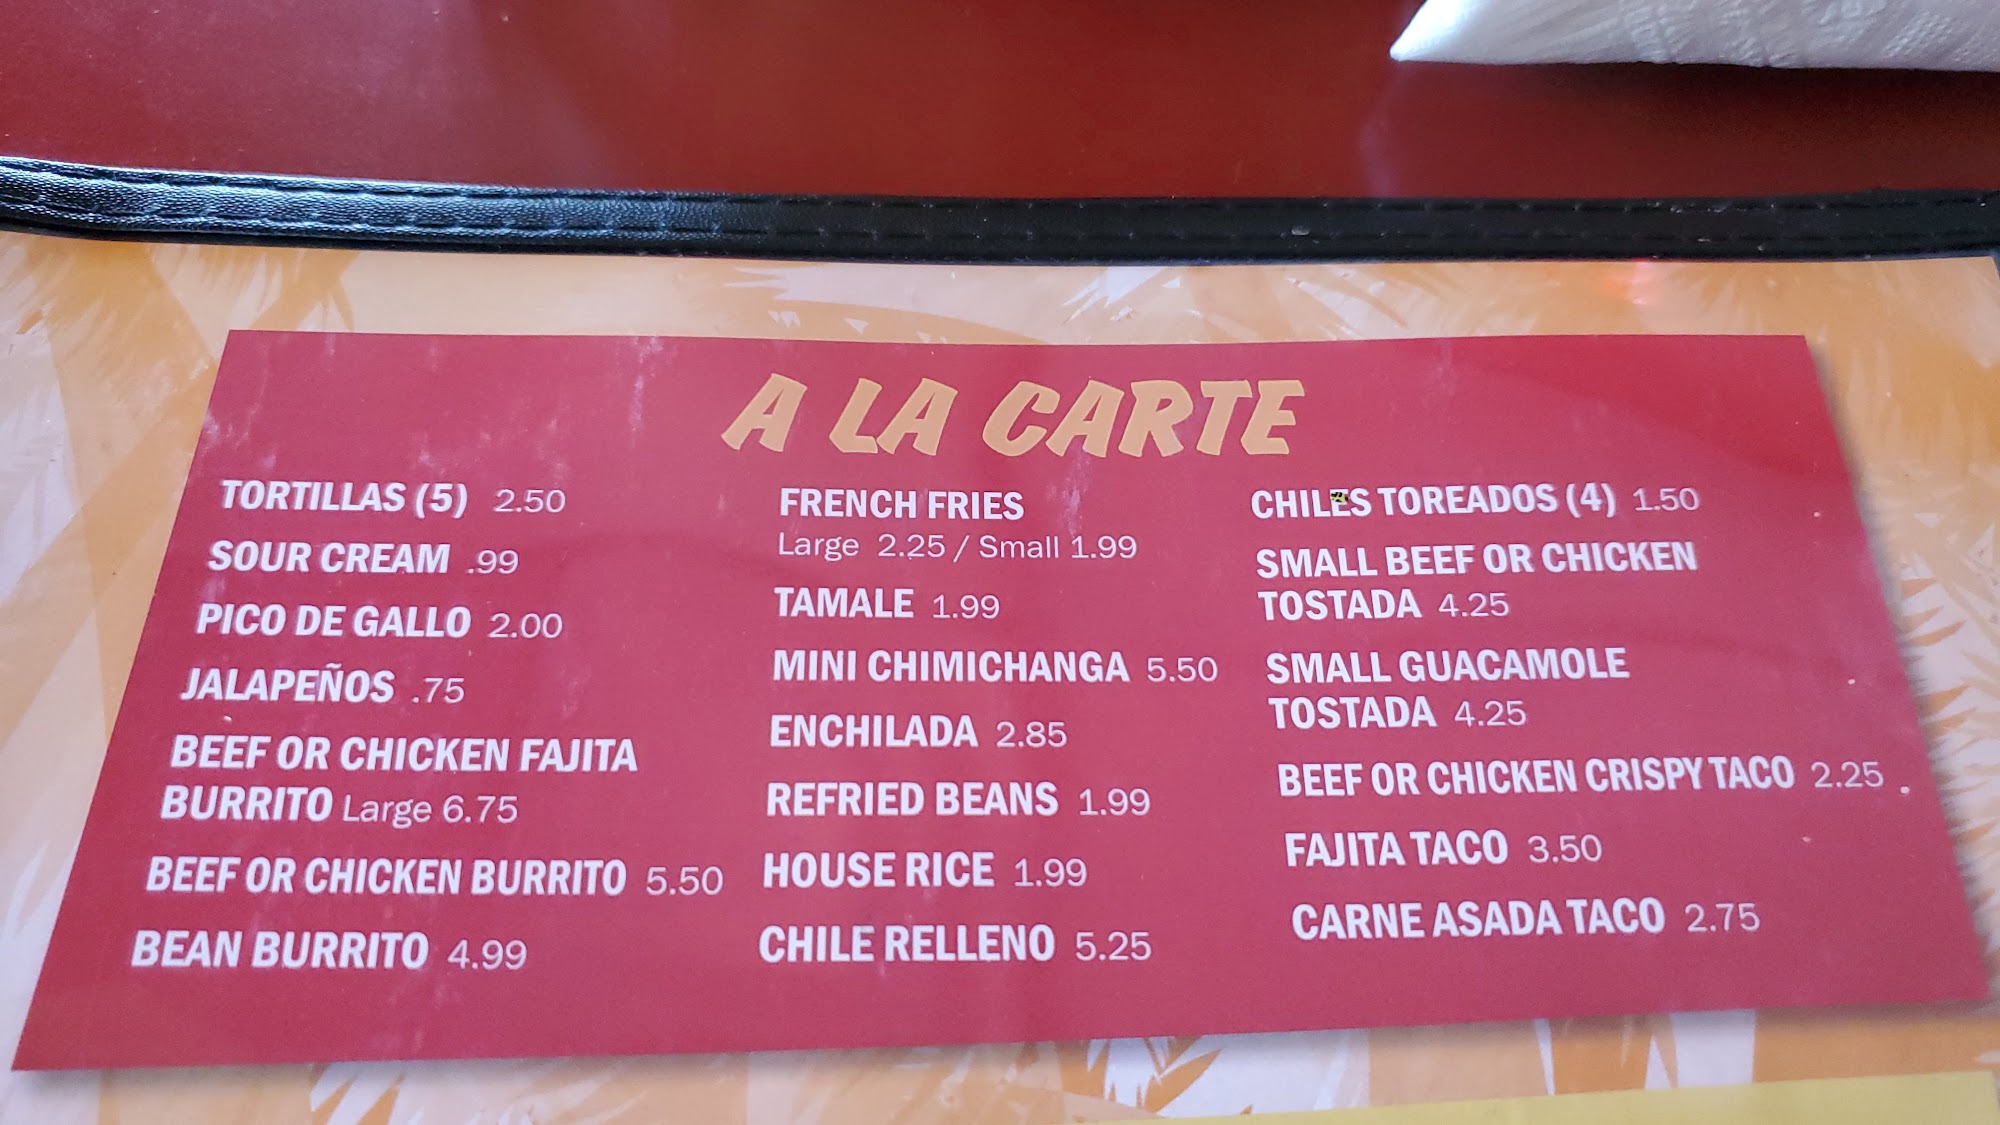 A LA CARTE
TORTILLAS (5) 2.50
SOUR CREAM .99
PICO DE GALLO 2.00
JALAPEÑOS .75
BEEF OR CHICKEN FAJITA
BURRITO Large 6.75
BEEF OR CHICKEN BURRITO 5.50
BEAN BURRITO 4.99
FRENCH FRIES
Large 2.25 / Small 1.99
TAMALE 1.99
MINI CHIMICHANGA 5.50
ENCHILADA 2.85
REFRIED BEANS 1.99
HOUSE RICE 1.99
CHILE RELLENO 5.25
CHILES TOREADOS (4) 1.50
SMALL BEEF OR CHICKEN
TOSTADA 4.25
SMALL GUACAMOLE
TOSTADA 4.25
BEEF OR CHICKEN CRISPY TACO 2.25
FAJITA TACO 3.50
CARNE ASADA TACO 2.75